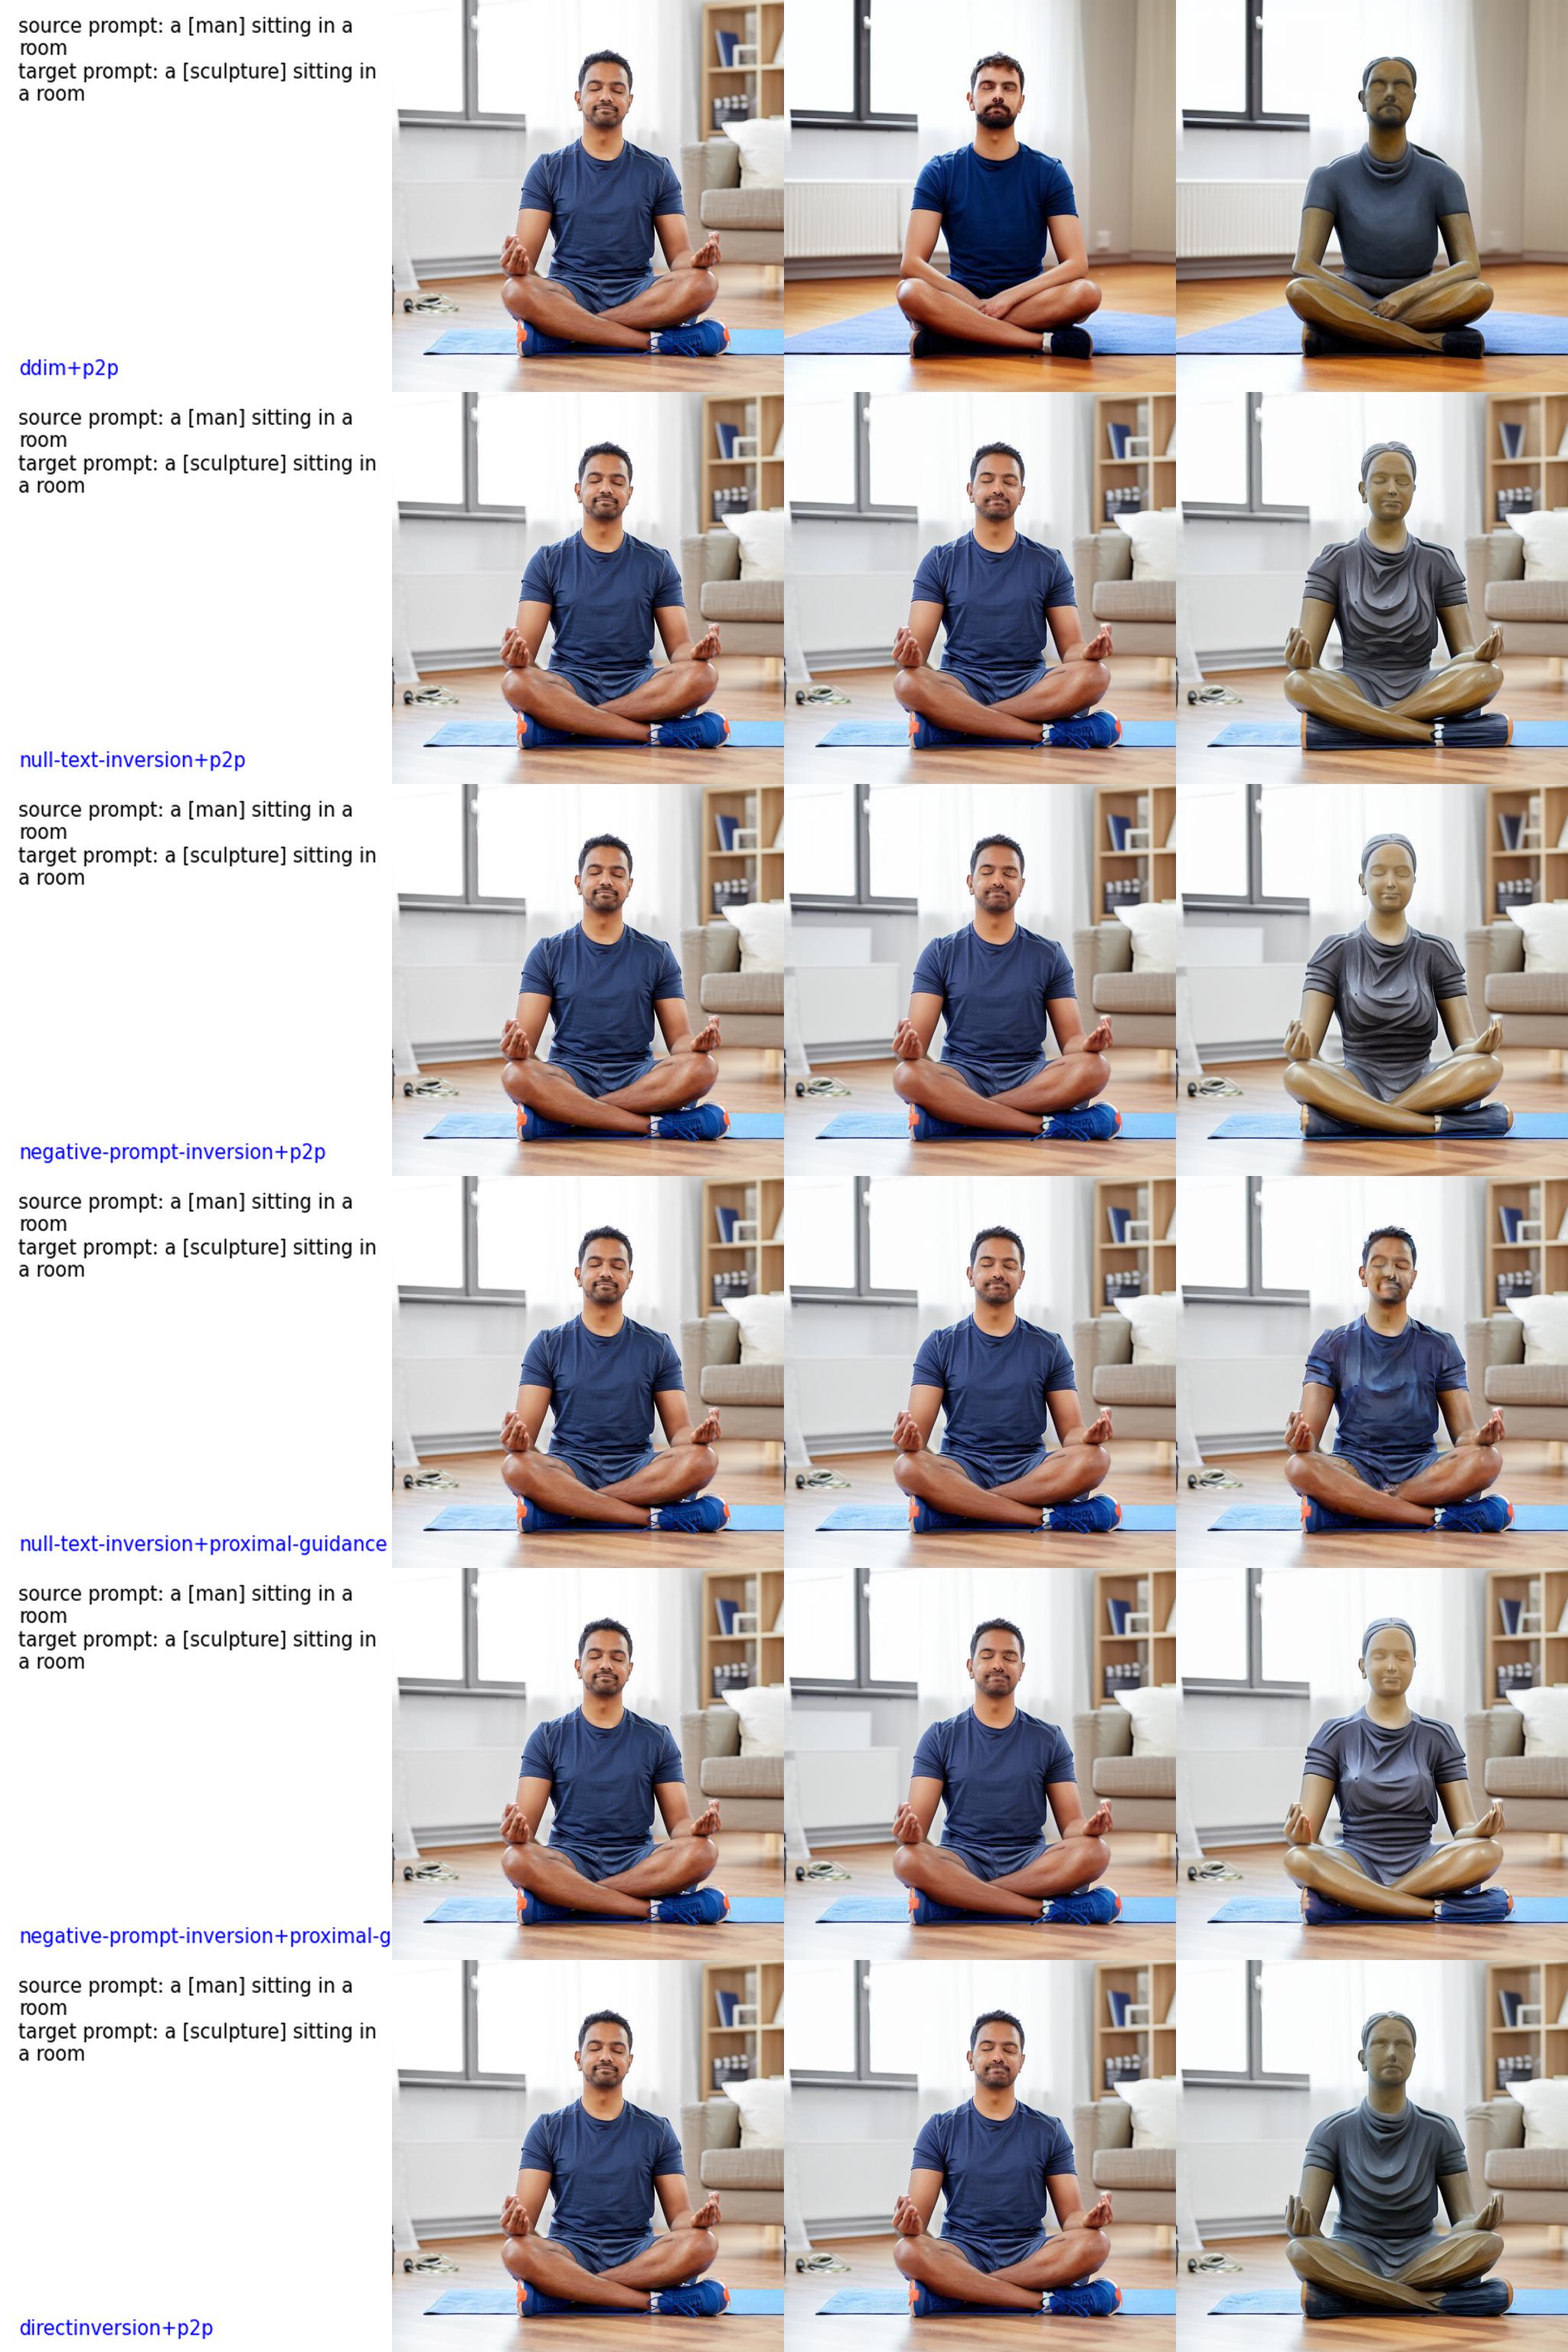 source prompt: a [man] sitting in a
room
target prompt: a [sculpture] sitting in
a room
ddim+p2p
source prompt: a [man] sitting in a
room
target prompt: a [sculpture] sitting in
a room
null-text-inversion+p2p
source prompt: a [man] sitting in a
room
target prompt: a [sculpture] sitting in
a room
negative-prompt-inversion+p2p
source prompt: a [man] sitting in a
room
target prompt: a [sculpture] sitting in
a room
null-text-inversion+proximal-guidance
source prompt: a [man] sitting in a
room
target prompt: a [sculpture] sitting in
a room
negative-prompt-inversion+proximal-g
source prompt: a [man] sitting in a
room
target prompt: a [sculpture] sitting in
a room
directinversion+p2p